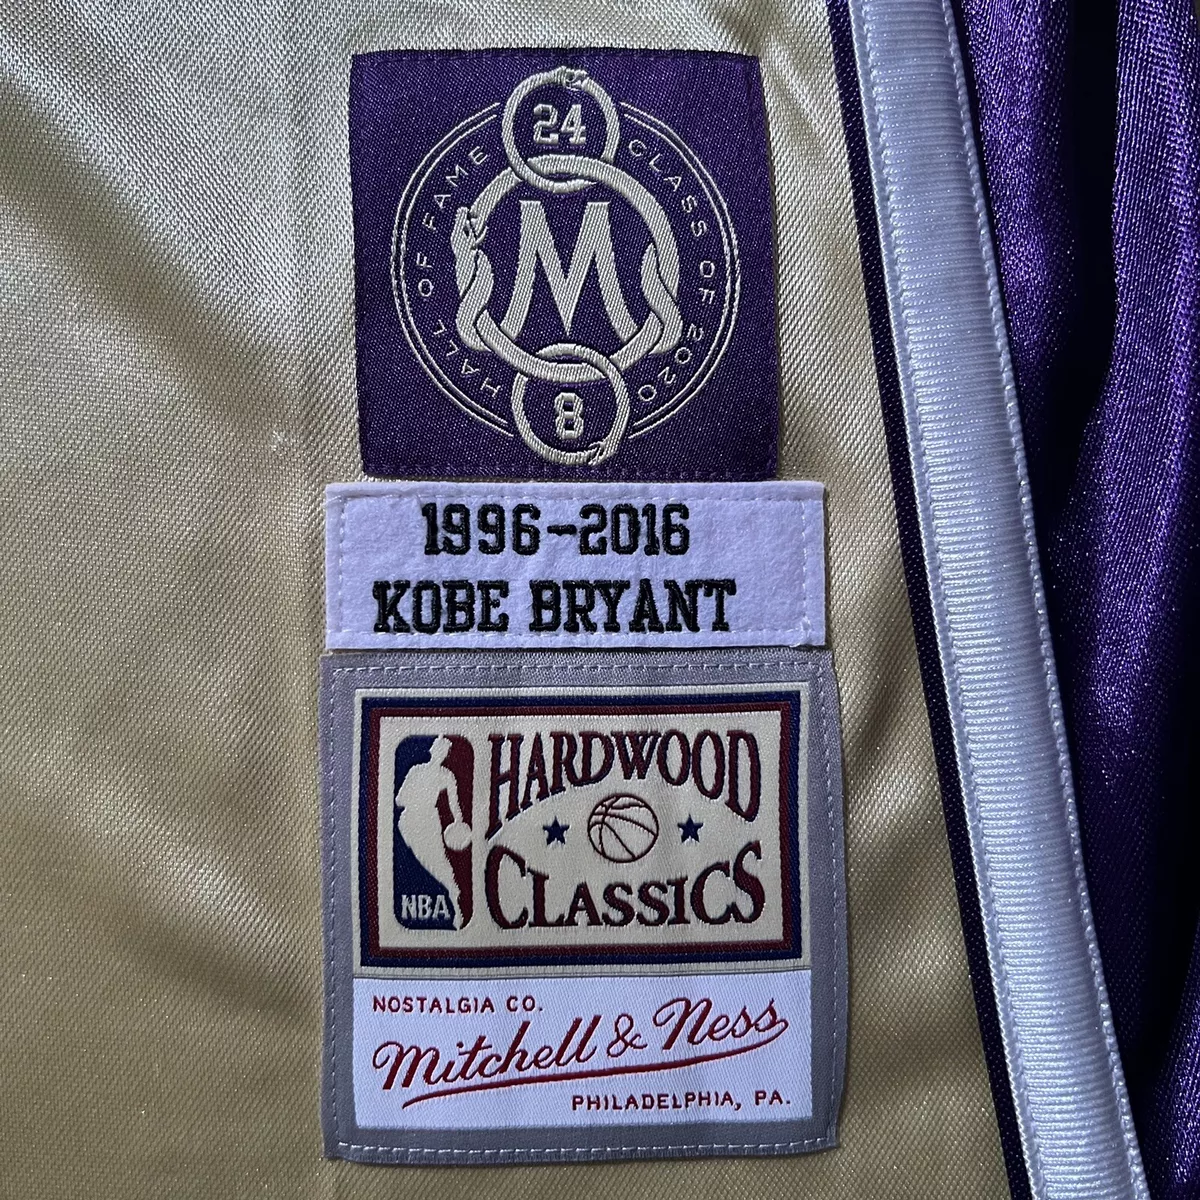 24
HALL OF FAME
CLASS OF 2020
M
8
1996-2016
KOBE BRYANT
HARDWOOD
CLASSICS
NBA
NOSTALGIA CO.
Mitchell & Ness
PHILADELPHIA, PA.